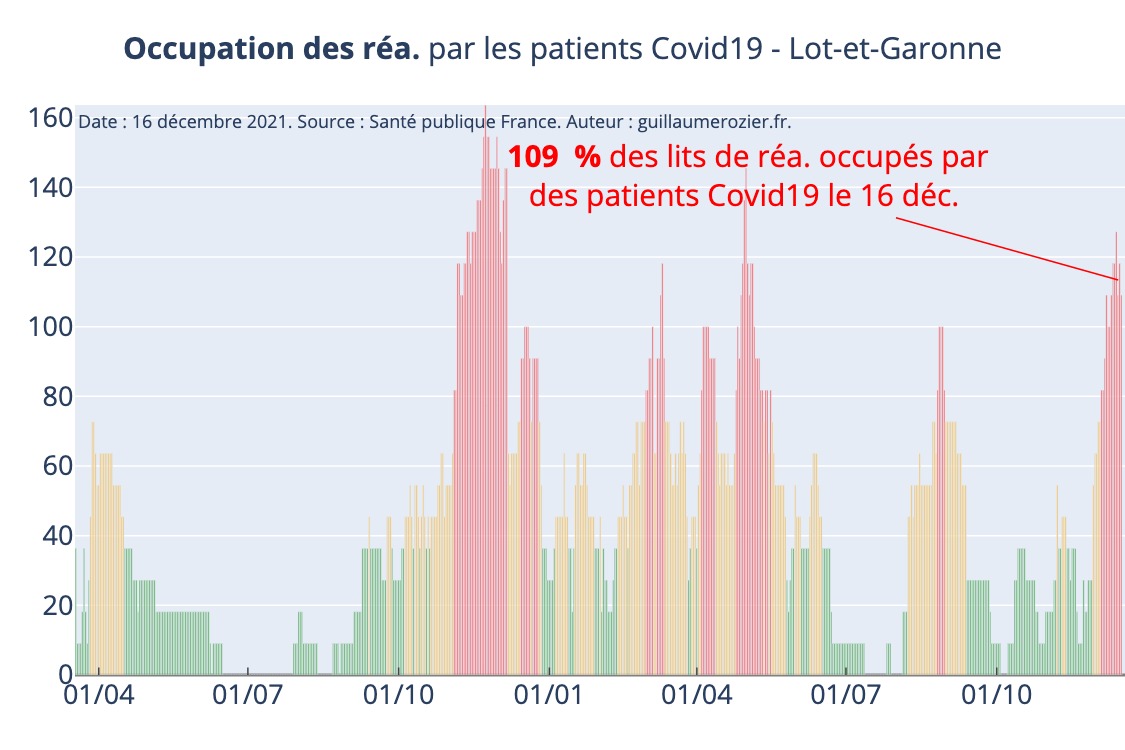 Occupation des réa. par les patients Covid19 - Lot-et-Garonne
160
Date : 16 décembre 2021. Source : Santé publique France. Auteur : guillaumerozier.fr.
109 % des lits de réa. occupés par
des patients Covid19 le 16 déc.
140
120
100
80
60
40
20
0
01/04 01/07 01/10 01/01 01/04 01/07 01/10